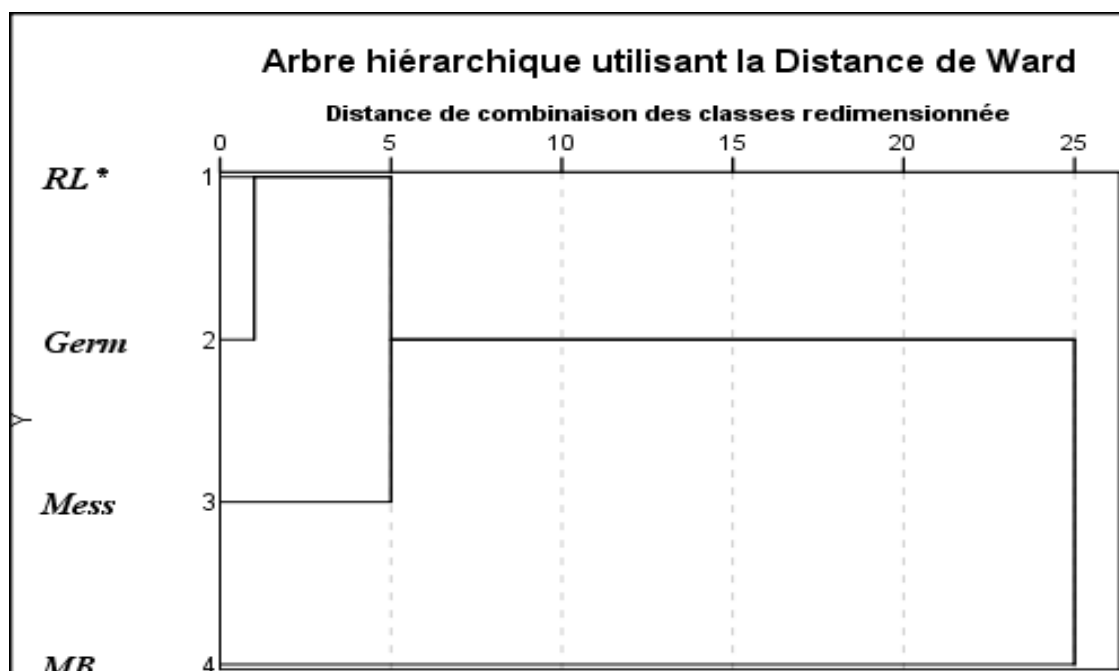 Arbre hiérarchique utilisant la Distance de Ward
Distance de combinaison des classes redimensionnée
0 5 10 15 20 25
RL * 1
Germ 2
Y
Mess 3
MB 4